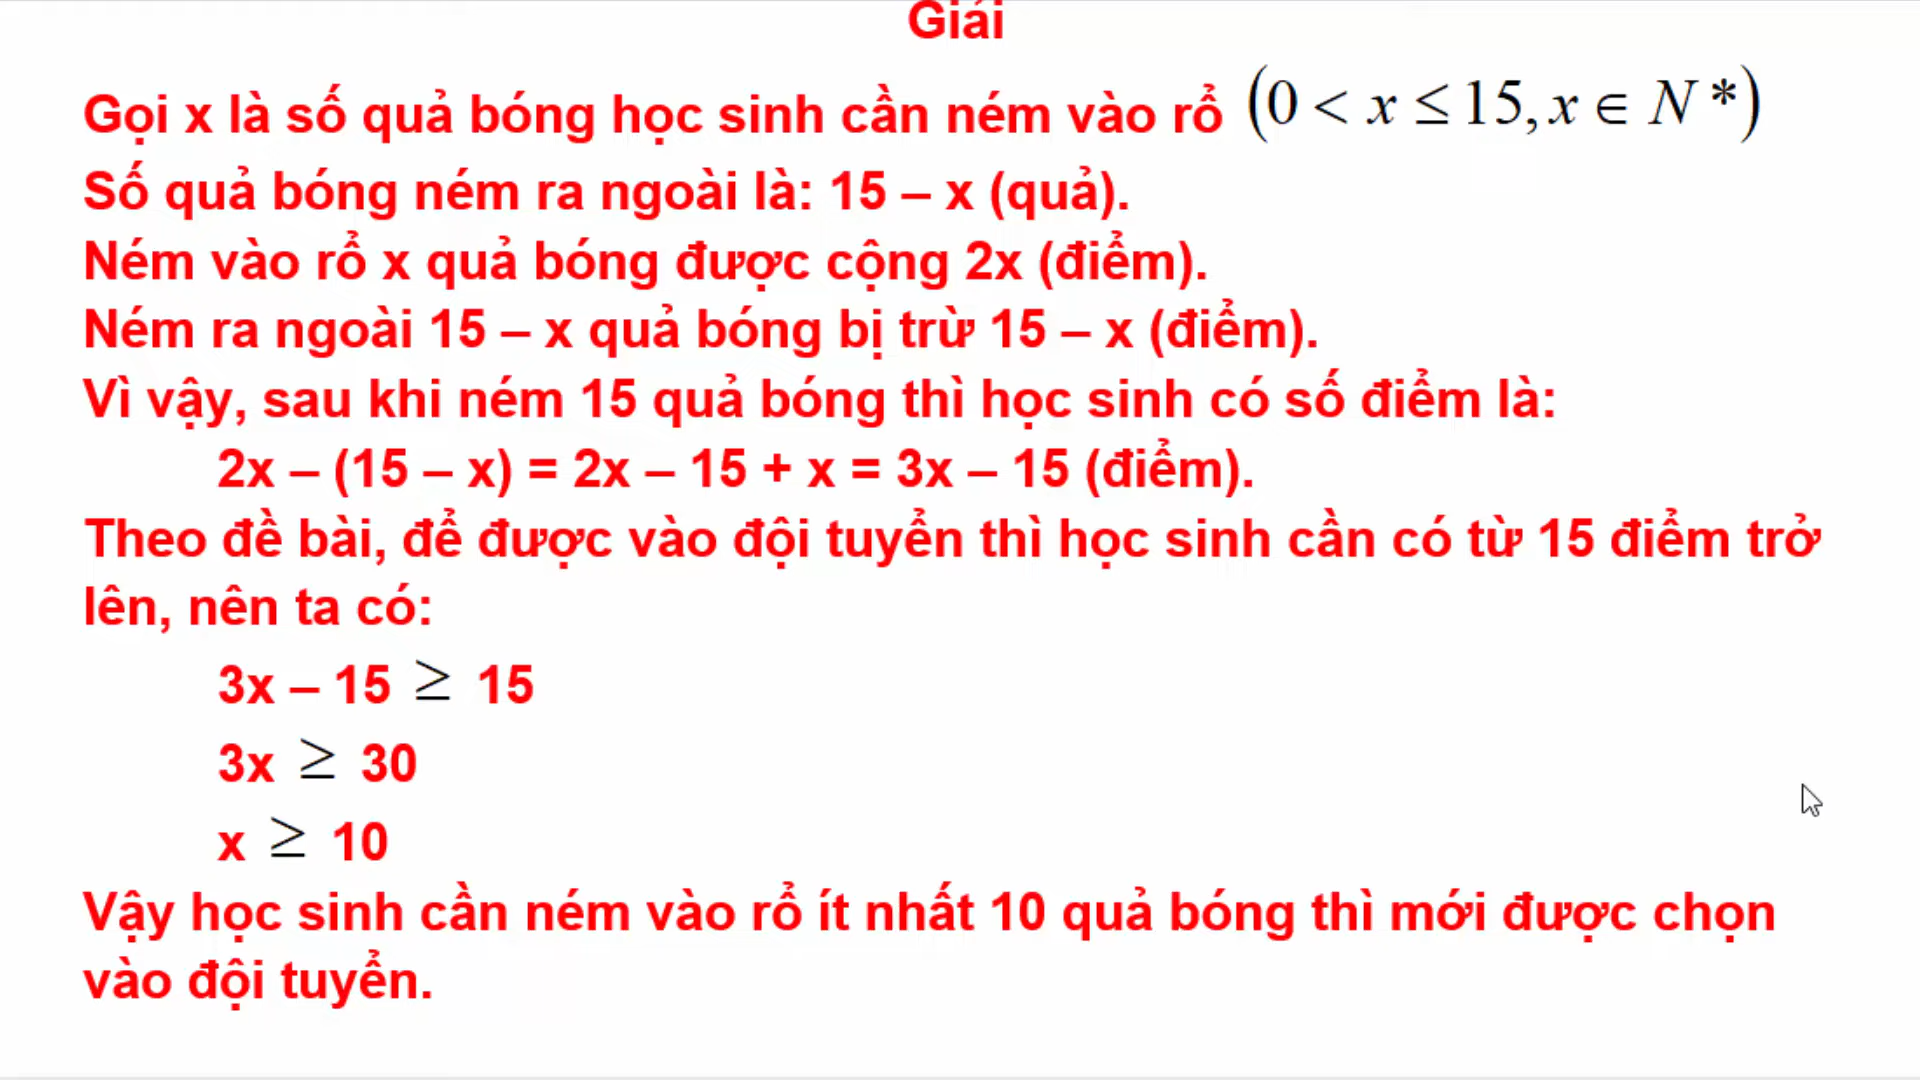 Giải
Gọi x là số quả bóng học sinh cần ném vào rổ (0 < x ≤ 15, x ∈ N *)
Số quả bóng ném ra ngoài là: 15 – x (quả).
Ném vào rổ x quả bóng được cộng 2x (điểm).
Ném ra ngoài 15 – x quả bóng bị trừ 15 – x (điểm).
Vì vậy, sau khi ném 15 quả bóng thì học sinh có số điểm là:
2x – (15 – x) = 2x – 15 + x = 3x – 15 (điểm).
Theo đề bài, để được vào đội tuyển thì học sinh cần có từ 15 điểm trở
lên, nên ta có:
3x – 15 ≥ 15
3x ≥ 30
x ≥ 10
Vậy học sinh cần ném vào rổ ít nhất 10 quả bóng thì mới được chọn
vào đội tuyển.